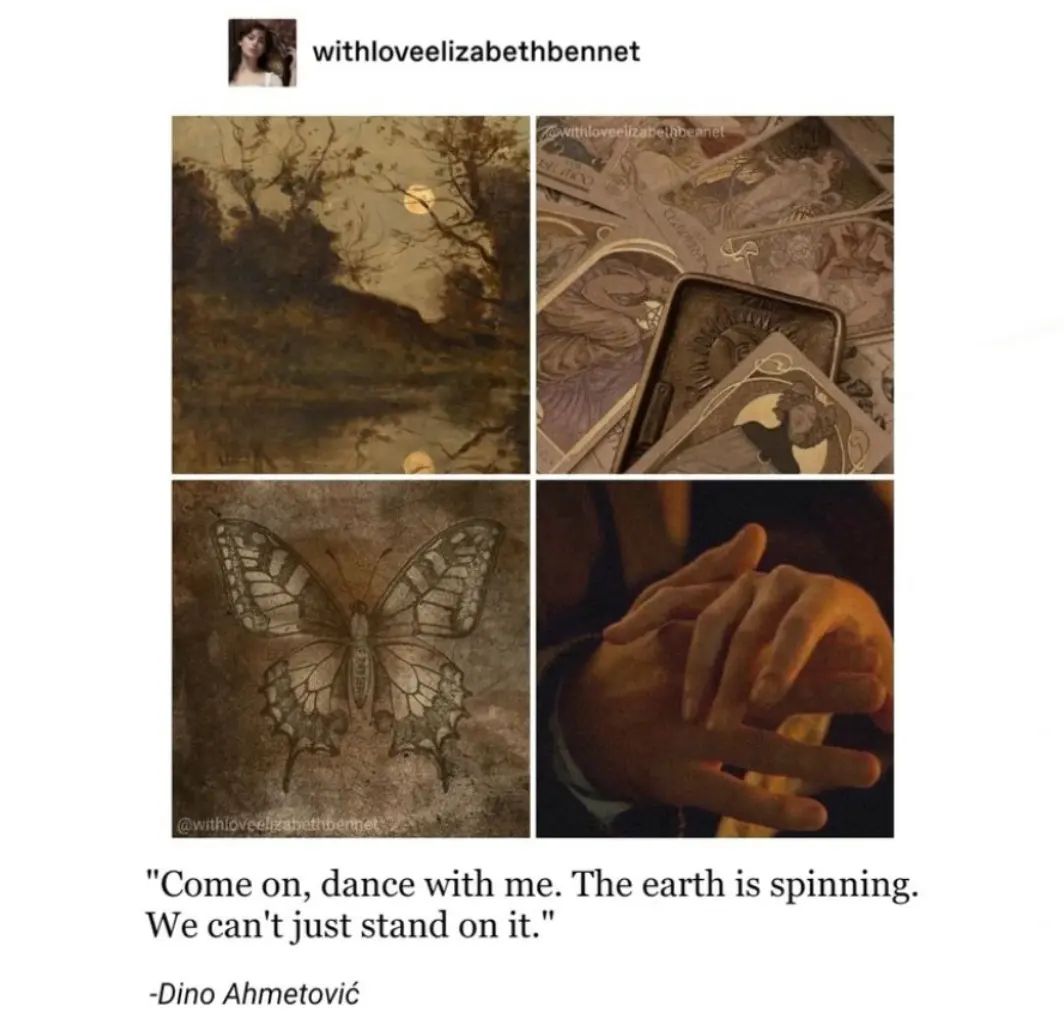 withloveelizabethbennet
@withloveelizabethbennet
@withloveelizabethbennet
"Come on, dance with me. The earth is spinning.
We can't just stand on it."
-Dino Ahmetović